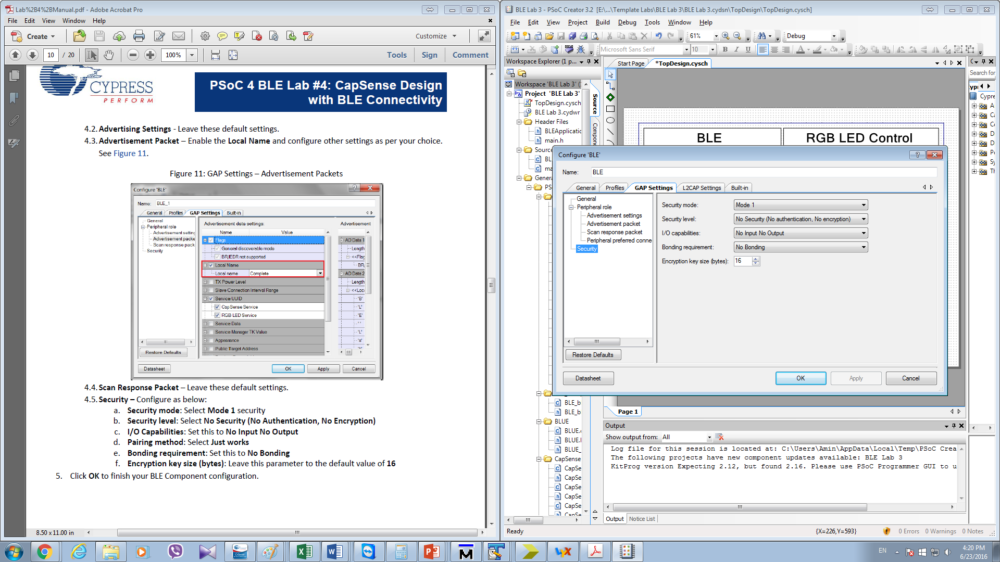 Lab%2B4%2BManual.pdf - Adobe Acrobat Pro
File Edit View Window Help
Create
Customize
10 / 20
100%
Tools Sign Comment
CYPRESS
PERFORM
PSoC 4 BLE Lab #4: CapSense Design
with BLE Connectivity
4.2. Advertising Settings - Leave these default settings.
4.3. Advertisement Packet – Enable the Local Name and configure other settings as per your choice.
See Figure 11.
Figure 11: GAP Settings – Advertisement Packets
Configure 'BLE'
Name: BLE_1
General Profiles GAP Settings Built-in
General
Peripheral role
Advertisement setting
Advertisement packe
Scan response pack
Security
Restore Defaults
Advertisement data settings:
Name Value
Flags
General discoverable mode
BR/EDR not supported
Local Name
Local name Complete
TX Power Level
Slave Connection Interval Range
Service UUID
CapSense Service
RGB LED Service
Service Data
Service Manager TK Value
Appearance
Public Target Address
Advertisement
AD Data 1
Length
<<Flag
BR/
AD Data 2
Length
<<Loc
'B'
'L'
'E'
' '
'L'
'a'
'b'
Datasheet OK Apply Cancel
4.4. Scan Response Packet – Leave these default settings.
4.5. Security – Configure as below:
a. Security mode: Select Mode 1 security
b. Security level: Select No Security (No Authentication, No Encryption)
c. I/O Capabilities: Set this to No Input No Output
d. Pairing method: Select Just works
e. Bonding requirement: Set this to No Bonding
f. Encryption key size (bytes): Leave this parameter to the default value of 16
5. Click OK to finish your BLE Component configuration.
8.50 x 11.00 in
BLE Lab 3 - PSoC Creator 3.2 [E:\...\Template Labs\BLE Lab 3\BLE Lab 3.cydsn\TopDesign\TopDesign.cysch]
File Edit View Project Build Debug Tools Window Help
61%
Debug
Microsoft Sans Serif 10 B I U
Workspace Explorer (1 p...
Workspace 'BLE Lab 3' (
Project 'BLE Lab 3'
TopDesign.cysch
BLE Lab 3.cydwr
Header Files
BLEApplicatic
main.h
Sourc
BL
ma
Genera
PS
BLE_b
BLE_b
BLUE
BLUE.
BLUE.
BLUE_
CapSense
CapSe
CapSe
CapSe
CapSe
CapSe
CapSe
Source
Compone
Start Page *TopDesign.cysch
BLE RGB LED Control
Search for
Cypre
Configure 'BLE'
Name: BLE
General Profiles GAP Settings L2CAP Settings Built-in
General
Peripheral role
Advertisement settings
Advertisement packet
Scan response packet
Peripheral preferred conne
Security
Restore Defaults
Security mode: Mode 1
Security level: No Security (No authentication, No encryption)
I/O capabilities: No Input No Output
Bonding requirement: No Bonding
Encryption key size (bytes): 16
Datasheet OK Apply Cancel
Page 1
Output
Show output from: All
Log file for this session is located at: C:\Users\Amin\AppData\Local\Temp\PSoC Crea
The following projects have new component updates available: BLE Lab 3
KitProg version Expecting 2.12, but found 2.16. Please use PSoC Programmer GUI to u
Output Notice List
Ready {X=226,Y=593} 0 Errors 0 Warnings 0 Notes
EN
4:20 PM
6/23/2016